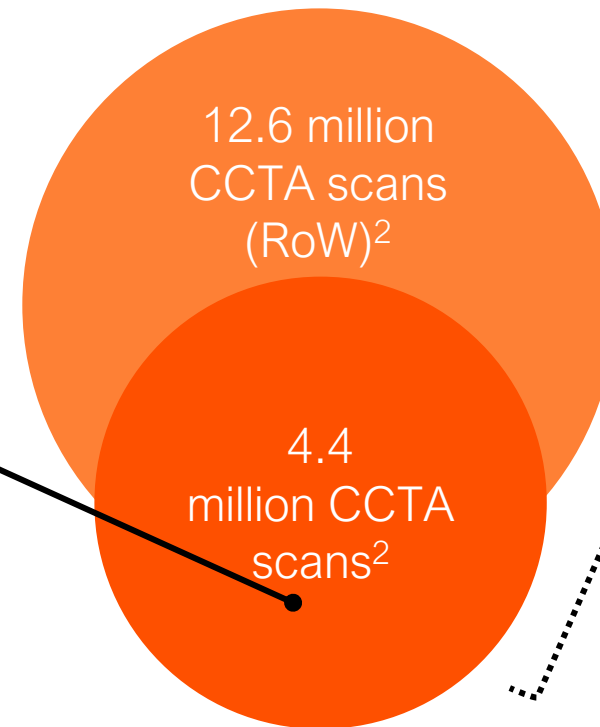 12.6 million
CCTA scans
(RoW)²
4.4
million CCTA
scans²